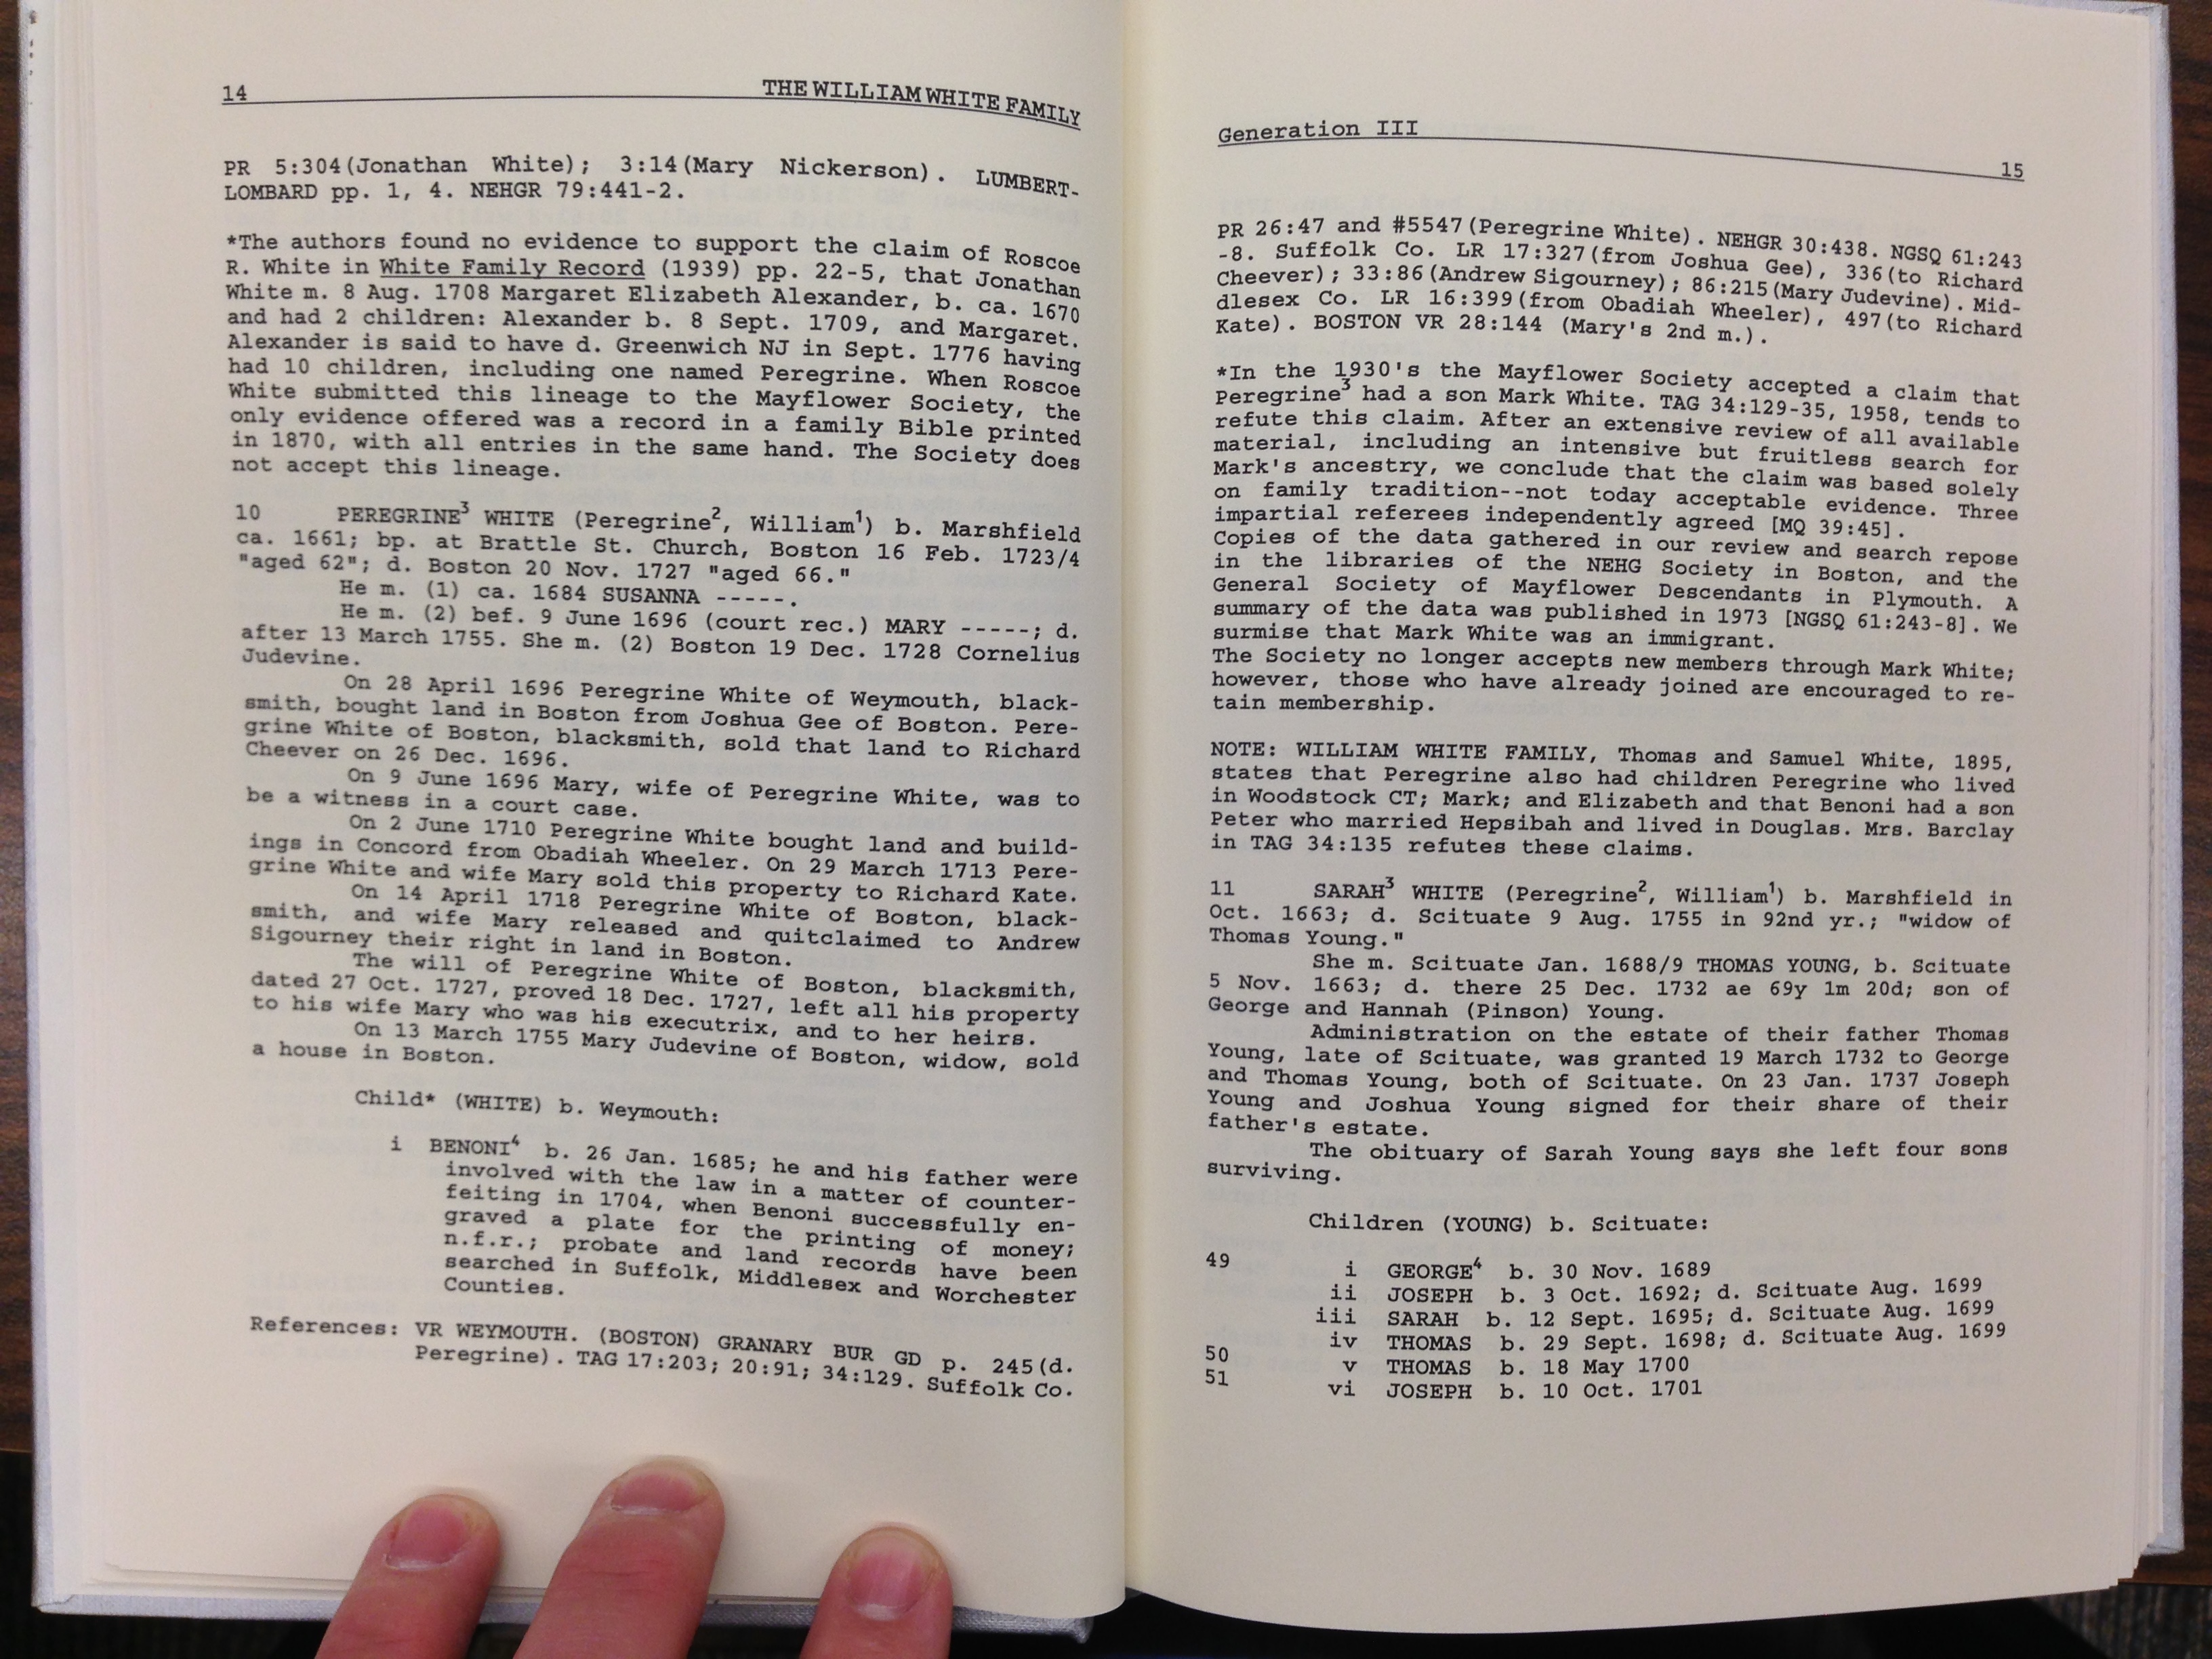 14 THE WILLIAM WHITE FAMILY
PR 5:304(Jonathan White); 3:14(Mary Nickerson). LUMBERT-
LOMBARD pp. 1, 4. NEHGR 79:441-2.
*The authors found no evidence to support the claim of Roscoe
R. White in White Family Record (1939) pp. 22-5, that Jonathan
White m. 8 Aug. 1708 Margaret Elizabeth Alexander, b. ca. 1670
and had 2 children: Alexander b. 8 Sept. 1709, and Margaret.
Alexander is said to have d. Greenwich NJ in Sept. 1776 having
had 10 children, including one named Peregrine. When Roscoe
White submitted this lineage to the Mayflower Society, the
only evidence offered was a record in a family Bible printed
in 1870, with all entries in the same hand. The Society does
not accept this lineage.
10 PEREGRINE³ WHITE (Peregrine², William¹) b. Marshfield
ca. 1661; bp. at Brattle St. Church, Boston 16 Feb. 1723/4
"aged 62"; d. Boston 20 Nov. 1727 "aged 66."
He m. (1) ca. 1684 SUSANNA -----.
He m. (2) bef. 9 June 1696 (court rec.) MARY -----; d.
after 13 March 1755. She m. (2) Boston 19 Dec. 1728 Cornelius
Judevine.
On 28 April 1696 Peregrine White of Weymouth, black-
smith, bought land in Boston from Joshua Gee of Boston. Pere-
grine White of Boston, blacksmith, sold that land to Richard
Cheever on 26 Dec. 1696.
On 9 June 1696 Mary, wife of Peregrine White, was to
be a witness in a court case.
On 2 June 1710 Peregrine White bought land and build-
ings in Concord from Obadiah Wheeler. On 29 March 1713 Pere-
grine White and wife Mary sold this property to Richard Kate.
On 14 April 1718 Peregrine White of Boston, black-
smith, and wife Mary released and quitclaimed to Andrew
Sigourney their right in land in Boston.
The will of Peregrine White of Boston, blacksmith,
dated 27 Oct. 1727, proved 18 Dec. 1727, left all his property
to his wife Mary who was his executrix, and to her heirs.
On 13 March 1755 Mary Judevine of Boston, widow, sold
a house in Boston.
Child* (WHITE) b. Weymouth:
i BENONI⁴ b. 26 Jan. 1685; he and his father were
involved with the law in a matter of counter-
feiting in 1704, when Benoni successfully en-
graved a plate for the printing of money;
n.f.r.; probate and land records have been
searched in Suffolk, Middlesex and Worchester
Counties.
References: VR WEYMOUTH. (BOSTON) GRANARY BUR GD p. 245(d.
Peregrine). TAG 17:203; 20:91; 34:129. Suffolk Co.
Generation III 15
PR 26:47 and #5547(Peregrine White). NEHGR 30:438. NGSQ 61:243
-8. Suffolk Co. LR 17:327(from Joshua Gee), 336(to Richard
Cheever); 33:86(Andrew Sigourney); 86:215(Mary Judevine). Mid-
dlesex Co. LR 16:399(from Obadiah Wheeler), 497(to Richard
Kate). BOSTON VR 28:144 (Mary's 2nd m.).
*In the 1930's the Mayflower Society accepted a claim that
Peregrine³ had a son Mark White. TAG 34:129-35, 1958, tends to
refute this claim. After an extensive review of all available
material, including an intensive but fruitless search for
Mark's ancestry, we conclude that the claim was based solely
on family tradition--not today acceptable evidence. Three
impartial referees independently agreed [MQ 39:45].
Copies of the data gathered in our review and search repose
in the libraries of the NEHG Society in Boston, and the
General Society of Mayflower Descendants in Plymouth. A
summary of the data was published in 1973 [NGSQ 61:243-8]. We
surmise that Mark White was an immigrant.
The Society no longer accepts new members through Mark White;
however, those who have already joined are encouraged to re-
tain membership.
NOTE: WILLIAM WHITE FAMILY, Thomas and Samuel White, 1895,
states that Peregrine also had children Peregrine who lived
in Woodstock CT; Mark; and Elizabeth and that Benoni had a son
Peter who married Hepsibah and lived in Douglas. Mrs. Barclay
in TAG 34:135 refutes these claims.
11 SARAH³ WHITE (Peregrine², William¹) b. Marshfield in
Oct. 1663; d. Scituate 9 Aug. 1755 in 92nd yr.; "widow of
Thomas Young."
She m. Scituate Jan. 1688/9 THOMAS YOUNG, b. Scituate
5 Nov. 1663; d. there 25 Dec. 1732 ae 69y 1m 20d; son of
George and Hannah (Pinson) Young.
Administration on the estate of their father Thomas
Young, late of Scituate, was granted 19 March 1732 to George
and Thomas Young, both of Scituate. On 23 Jan. 1737 Joseph
Young and Joshua Young signed for their share of their
father's estate.
The obituary of Sarah Young says she left four sons
surviving.
Children (YOUNG) b. Scituate:
49 i GEORGE⁴ b. 30 Nov. 1689
ii JOSEPH b. 3 Oct. 1692; d. Scituate Aug. 1699
iii SARAH b. 12 Sept. 1695; d. Scituate Aug. 1699
iv THOMAS b. 29 Sept. 1698; d. Scituate Aug. 1699
50 v THOMAS b. 18 May 1700
51 vi JOSEPH b. 10 Oct. 1701